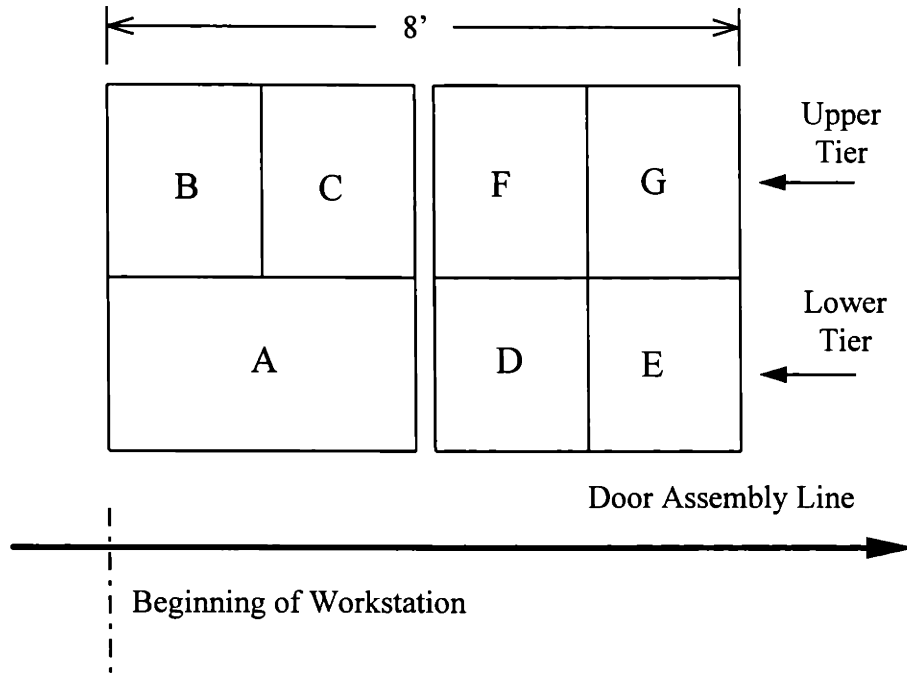 8’
Upper
Tier
B
C
F
G
Lower
Tier
A
D
E
Door Assembly Line
Beginning of Workstation